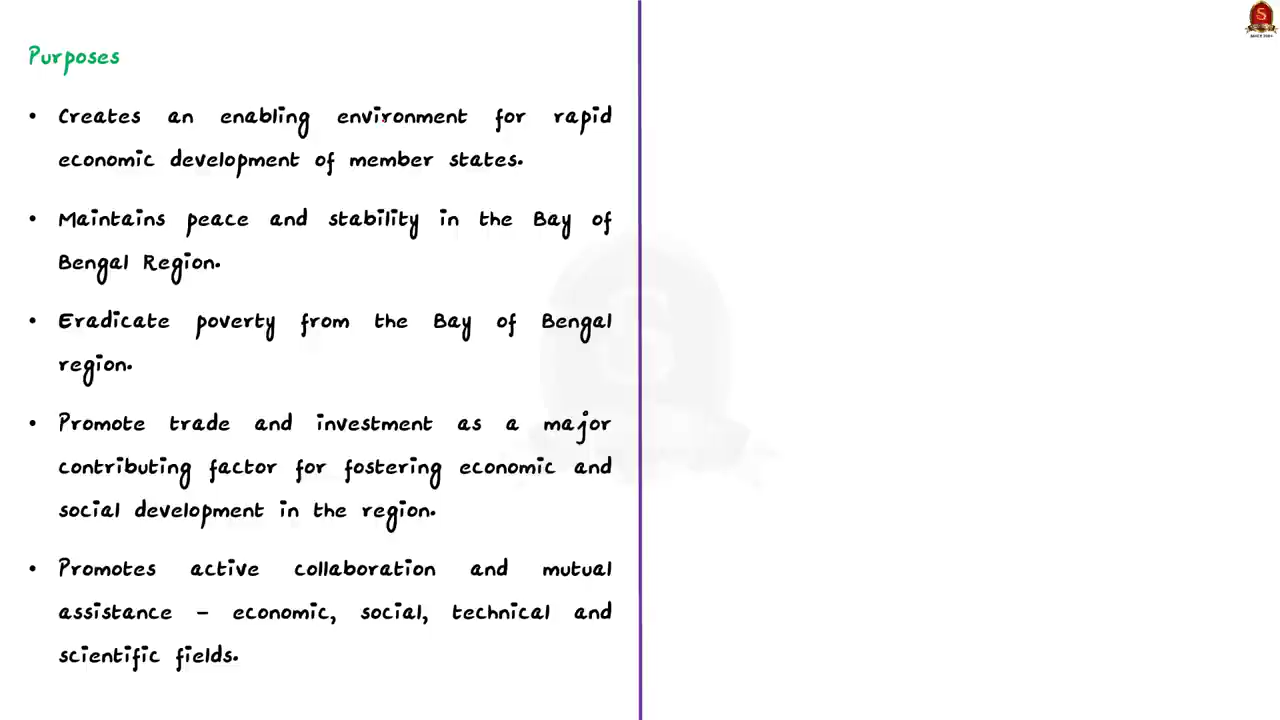 Purposes
• Creates an enabling environment for rapid
economic development of member states.
• Maintains peace and stability in the Bay of
Bengal Region.
• Eradicate poverty from the Bay of Bengal
region.
• Promote trade and investment as a major
contributing factor for fostering economic and
social development in the region.
• Promotes active collaboration and mutual
assistance – economic, social, technical and
scientific fields.
S